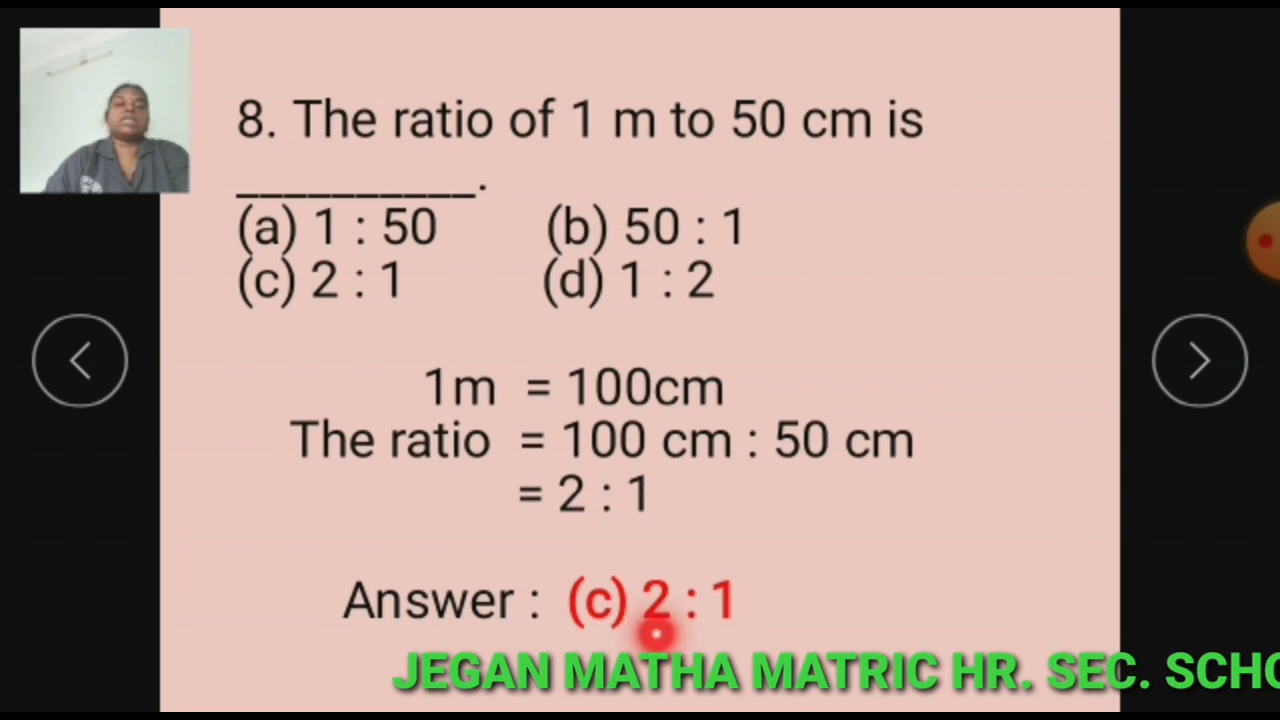 8. The ratio of 1 m to 50 cm is
__________.
(a) 1 : 50 (b) 50 : 1
(c) 2 : 1 (d) 1 : 2
1m = 100cm
The ratio = 100 cm : 50 cm
= 2 : 1
Answer : (c) 2 : 1
JEGAN MATHA MATRIC HR. SEC. SCHO